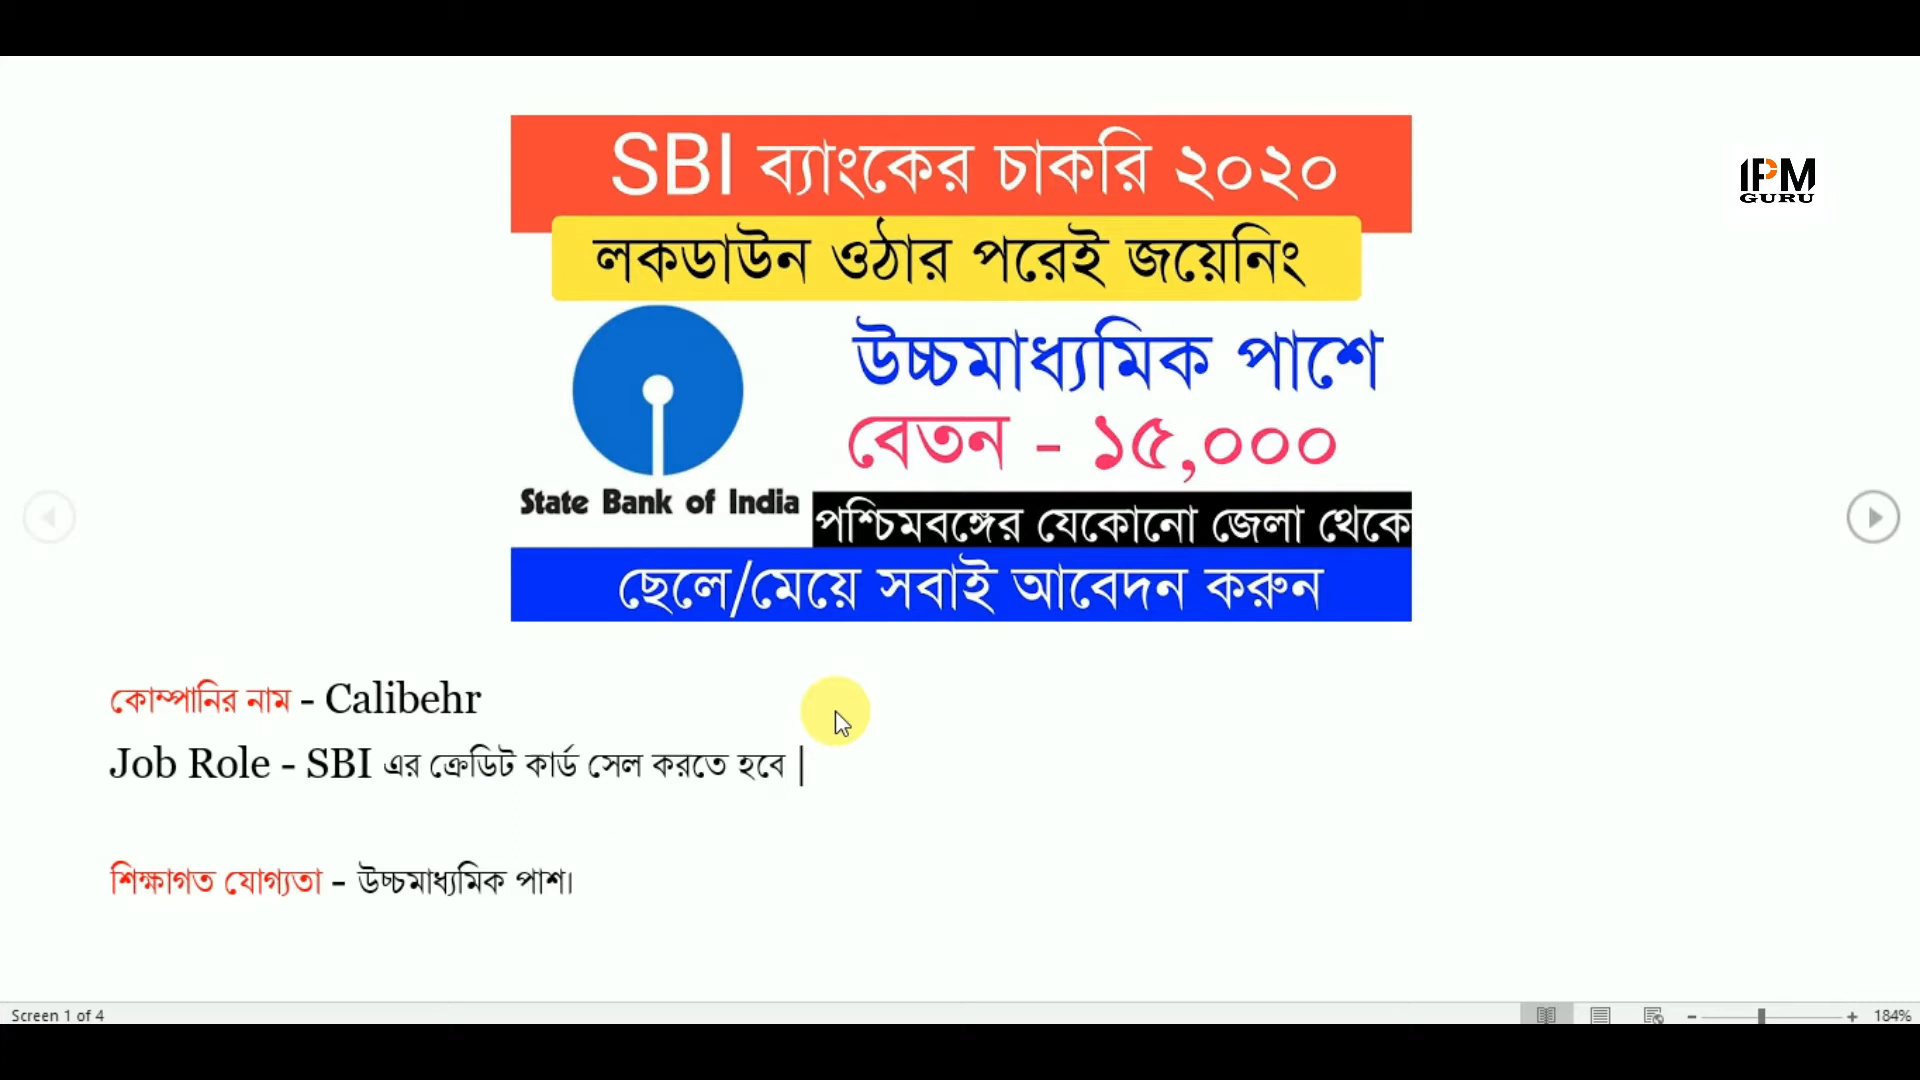 SBI ব্যাংকের চাকরি ২০২০
IPM
GURU
লকডাউন ওঠার পরেই জয়েনিং
উচ্চমাধ্যমিক পাশে
বেতন - ১৫,০০০
State Bank of India
পশ্চিমবঙ্গের যেকোনো জেলা থেকে
ছেলে/মেয়ে সবাই আবেদন করুন
কোম্পানির নাম - Calibehr
Job Role - SBI এর ক্রেডিট কার্ড সেল করতে হবে |
শিক্ষাগত যোগ্যতা - উচ্চমাধ্যমিক পাশ।
Screen 1 of 4
184%